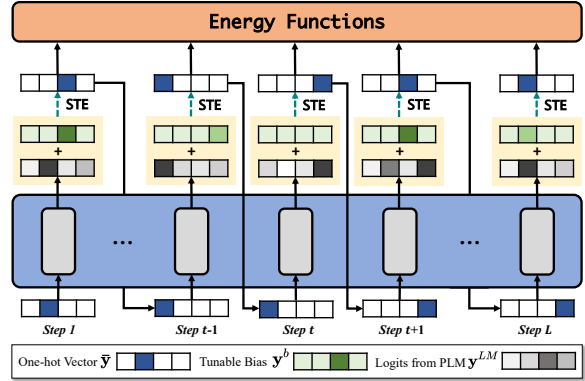 Energy Functions
STE STE STE STE STE
+ + + + +
... ...
Step 1 Step t-1 Step t Step t+1 Step L
One-hot Vector ȳ Tunable Bias y^b Logits from PLM y^LM